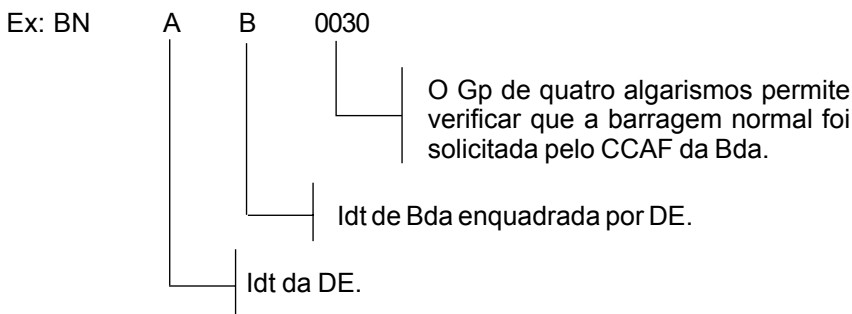 Ex: BN A B 0030
O Gp de quatro algarismos permite
verificar que a barragem normal foi
solicitada pelo CCAF da Bda.
Idt de Bda enquadrada por DE.
Idt da DE.